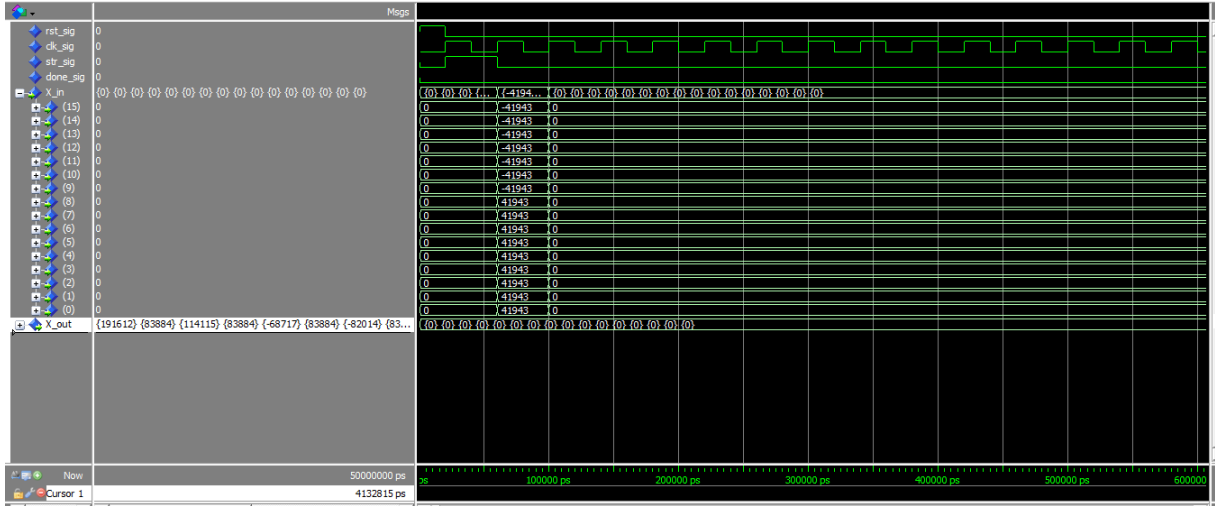 Msgs
rst_sig 0
clk_sig 0
str_sig 0
done_sig 0
X_in {0} {0} {0} {0} {0} {0} {0} {0} {0} {0} {0} {0} {0} {0} {0} {0} {0} {0} {0} {... {-4194... {0} {0} {0} {0} {0} {0} {0} {0} {0} {0} {0} {0} {0} {0} {0} {0}
(15) 0 0 -41943 0
(14) 0 0 -41943 0
(13) 0 0 -41943 0
(12) 0 0 -41943 0
(11) 0 0 -41943 0
(10) 0 0 -41943 0
(9) 0 0 -41943 0
(8) 0 0 41943 0
(7) 0 0 41943 0
(6) 0 0 41943 0
(5) 0 0 41943 0
(4) 0 0 41943 0
(3) 0 0 41943 0
(2) 0 0 41943 0
(1) 0 0 41943 0
(0) 0 0 41943 0
X_out {191612} {83884} {114115} {83884} {-68717} {83884} {-82014} {83... {0} {0} {0} {0} {0} {0} {0} {0} {0} {0} {0} {0} {0} {0} {0} {0}
Now 50000000 ps ps 100000 ps 200000 ps 300000 ps 400000 ps 500000 ps 600000
Cursor 1 4132815 ps